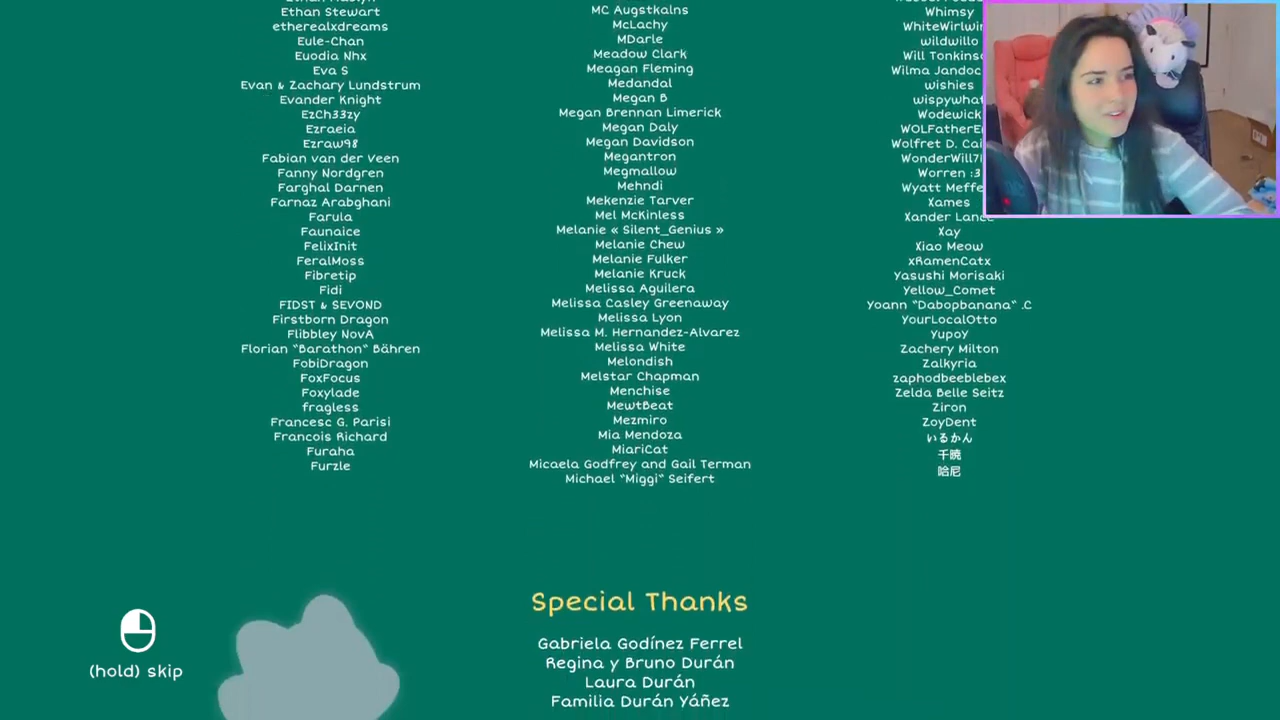 Ethan Stewart
etherealxdreams
Eule-Chan
Euodia Nhx
Eva S
Evan & Zachary Lundstrum
Evander Knight
EzCh33zy
Ezraeia
Ezraw98
Fabian van der Veen
Fanny Nordgren
Farghal Darnen
Farnaz Arabghani
Farula
Faunaice
FelixInit
FeralMoss
Fibretip
Fidi
FIDST & SEVOND
Firstborn Dragon
Flibbley NovA
Florian "Barathon" Bähren
FobiDragon
FoxFocus
Foxylade
fragless
Francesc G. Parisi
Francois Richard
Furaha
Furzle
MC Augstkalns
McLachy
MDarle
Meadow Clark
Meagan Fleming
Medandal
Megan B
Megan Brennan Limerick
Megan Daly
Megan Davidson
Megantron
Megmallow
Mehndi
Mekenzie Tarver
Mel McKinless
Melanie « Silent_Genius »
Melanie Chew
Melanie Fulker
Melanie Kruck
Melissa Aguilera
Melissa Casley Greenaway
Melissa Lyon
Melissa M. Hernandez-Alvarez
Melissa White
Melondish
Melstar Chapman
Menchise
MewtBeat
Mezmiro
Mia Mendoza
MiariCat
Micaela Godfrey and Gail Terman
Michael "Miggi" Seifert
Whimsy
wildwillo
Will
Wilma
wishies
Wodewick
Wolfret D.
Worren :3
Wyatt
Xames
Xander
Xay
Xiao Meow
xRamenCatx
Yasushi Morisaki
Yellow_Comet
Yoann "Dabopbanana" .C
YourLocalOtto
YupoY
Zachery Milton
Zalkyria
zaphodbeeblebex
Zelda Belle Seitz
Ziron
ZoyDent
いるかん
千暁
哈尼
Special Thanks
Gabriela Godínez Ferrel
Regina y Bruno Durán
Laura Durán
Familia Durán Yáñez
(hold) skip